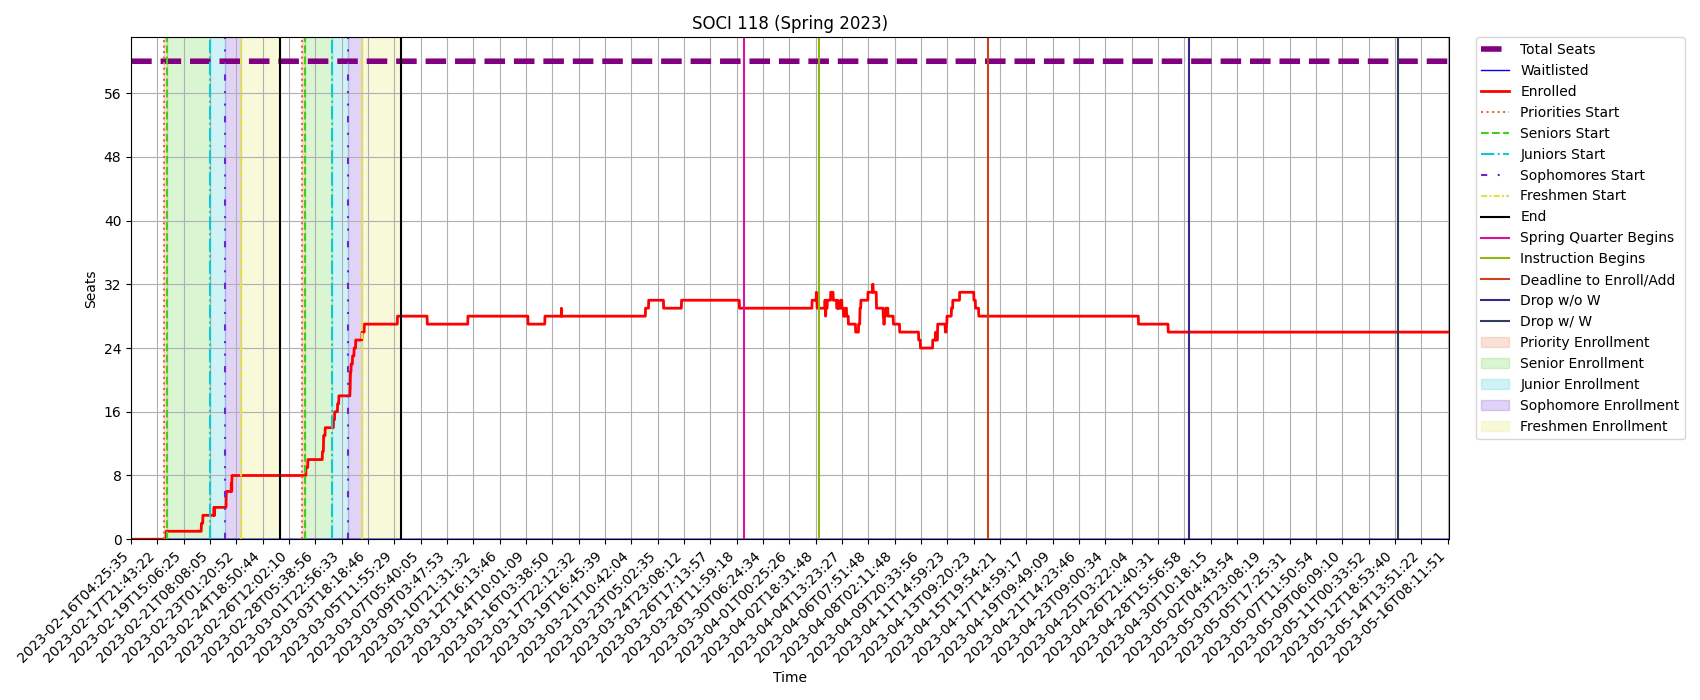 SOCI 118 (Spring 2023)
Seats
56
48
40
32
24
16
8
0
2023-02-16T04:25:35
2023-02-17T21:43:22
2023-02-19T15:06:25
2023-02-21T08:08:05
2023-02-23T01:20:52
2023-02-24T18:50:44
2023-02-26T12:02:10
2023-02-28T05:38:56
2023-03-01T22:56:33
2023-03-03T17:18:46
2023-03-05T11:55:29
2023-03-07T05:40:05
2023-03-09T03:47:53
2023-03-10T21:31:32
2023-03-12T16:13:46
2023-03-14T10:01:09
2023-03-16T03:38:50
2023-03-17T22:12:32
2023-03-19T16:45:39
2023-03-21T10:42:04
2023-03-23T05:02:35
2023-03-24T23:08:12
2023-03-26T17:13:57
2023-03-28T11:59:18
2023-03-30T06:24:34
2023-04-01T00:25:26
2023-04-02T18:31:48
2023-04-04T13:23:27
2023-04-06T07:51:48
2023-04-08T02:11:48
2023-04-09T20:33:56
2023-04-11T14:59:23
2023-04-13T09:20:23
2023-04-15T19:54:21
2023-04-17T14:59:17
2023-04-19T09:49:09
2023-04-21T14:23:46
2023-04-23T09:00:34
2023-04-25T03:22:04
2023-04-26T21:40:31
2023-04-28T15:56:58
2023-04-30T10:18:15
2023-05-02T04:43:54
2023-05-03T23:08:19
2023-05-05T17:25:31
2023-05-07T11:50:54
2023-05-09T06:09:10
2023-05-11T00:33:52
2023-05-12T18:53:40
2023-05-14T13:51:22
2023-05-16T08:11:51
Time
Total Seats
Waitlisted
Enrolled
Priorities Start
Seniors Start
Juniors Start
Sophomores Start
Freshmen Start
End
Spring Quarter Begins
Instruction Begins
Deadline to Enroll/Add
Drop w/o W
Drop w/ W
Priority Enrollment
Senior Enrollment
Junior Enrollment
Sophomore Enrollment
Freshmen Enrollment